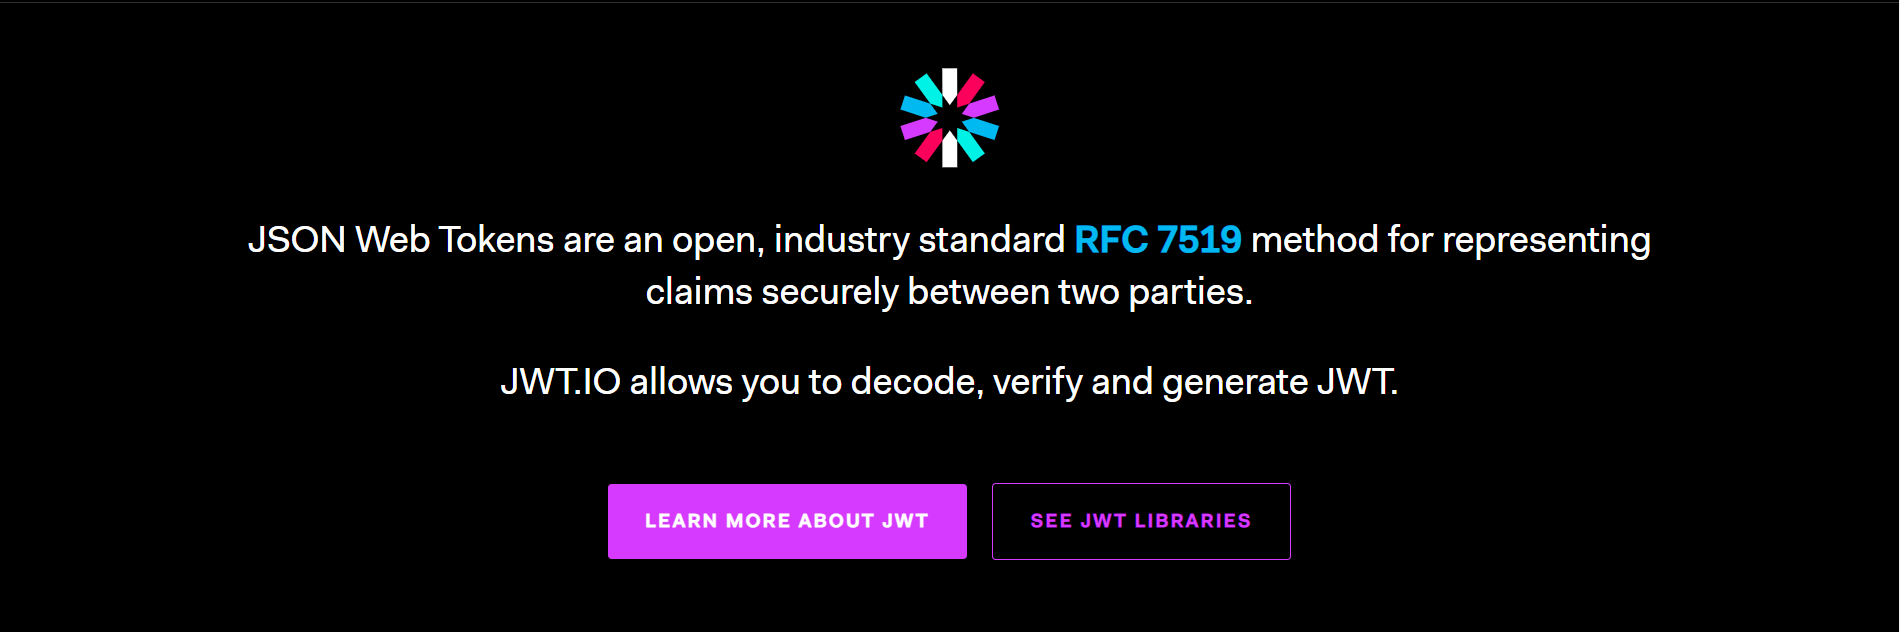 JSON Web Tokens are an open, industry standard RFC 7519 method for representing
claims securely between two parties.
JWT.IO allows you to decode, verify and generate JWT.
LEARN MORE ABOUT JWT
SEE JWT LIBRARIES